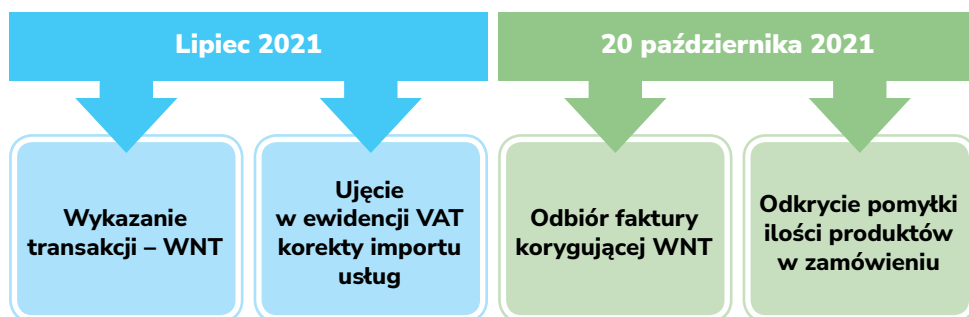 Lipiec 2021
20 października 2021
Wykazanie
transakcji – WNT
Ujęcie
w ewidencji VAT
korekty importu
usług
Odbiór faktury
korygującej WNT
Odkrycie pomyłki
ilości produktów
w zamówieniu